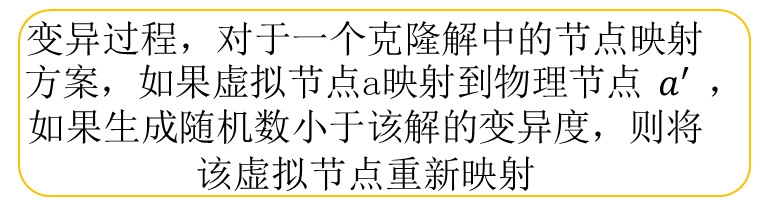 变异过程，对于一个克隆解中的节点映射
方案，如果虚拟节点a映射到物理节点 a′ ，
如果生成随机数小于该解的变异度，则将
该虚拟节点重新映射